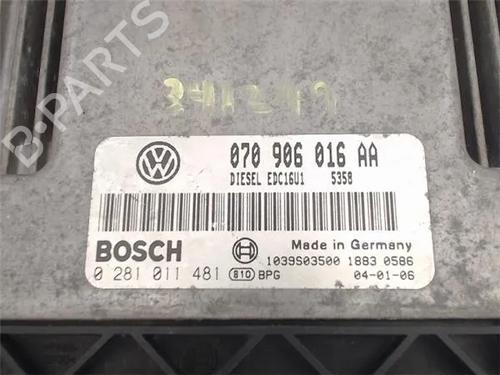 B-PARTS
070 906 016 AA
DIESEL EDC16U1 5358
BOSCH
Made in Germany
1039S03500 1883 0586
0 281 011 481 810 BPG 04-01-06